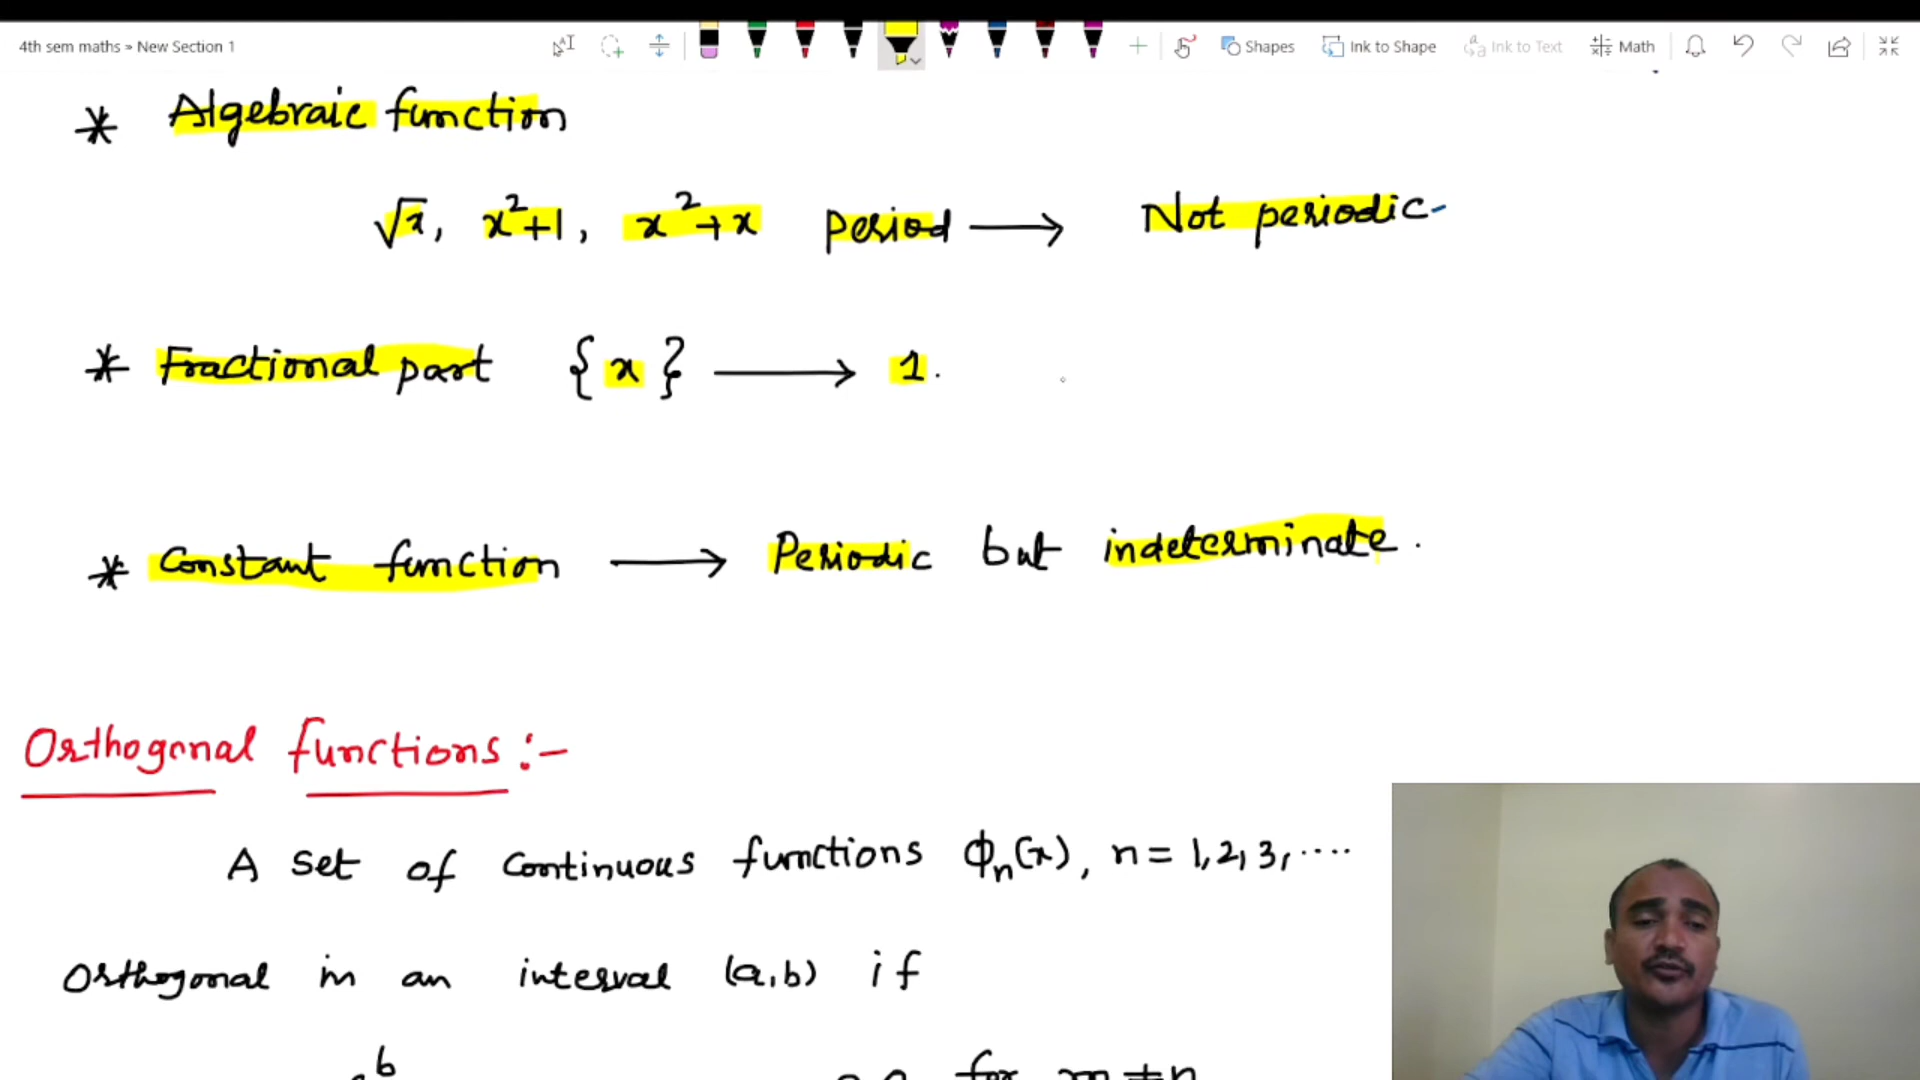 4th sem maths » New Section 1
Shapes Ink to Shape Ink to Text Math
* Algebraic function
√x, x²+1, x²+x Period → Not periodic-
* Fractional part {x} → 1.
* Constant function → Periodic but indeterminate.
Orthogonal functions :-
A set of continuous functions ϕₙ(x), n = 1, 2, 3, ....
Orthogonal in an interval (a,b) if
b for m ≠ n